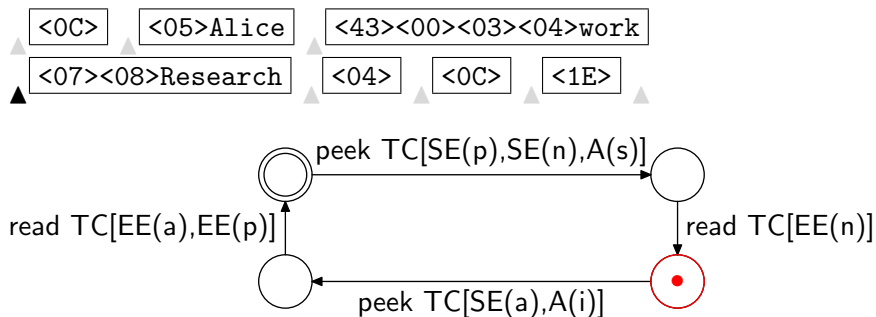 <0C> <05>Alice <43><00><03><04>work
<07><08>Research <04> <0C> <1E>
peek TC[SE(p),SE(n),A(s)]
read TC[EE(a),EE(p)] read TC[EE(n)]
peek TC[SE(a),A(i)]